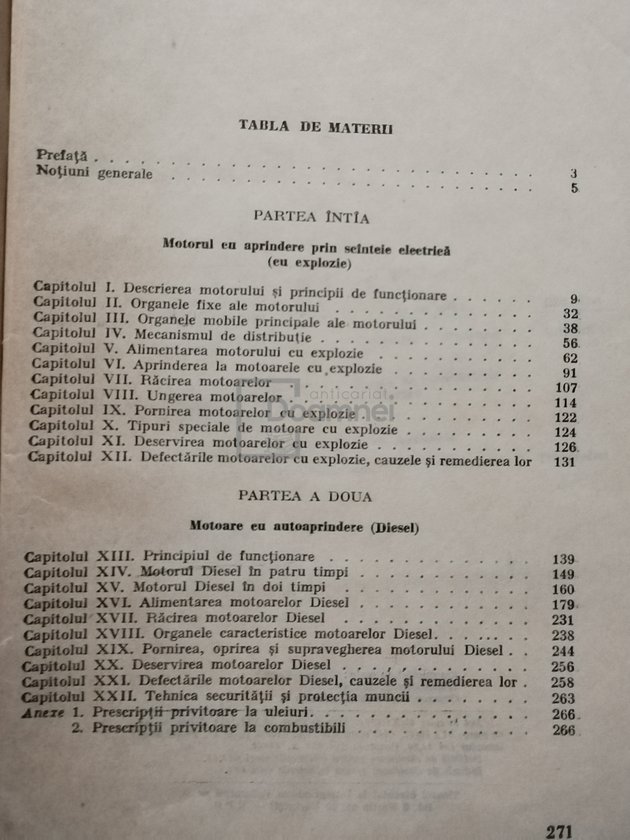 TABLA DE MATERII
Prefață . . . . . . . . . . . . . . . . . . . . . . . 3
Noțiuni generale . . . . . . . . . . . . . . . . . . . 5
PARTEA ÎNTÎA
Motorul cu aprindere prin scînteie electrică
(cu explozie)
Capitolul I. Descrierea motorului și principii de funcționare . . . . . . 9
Capitolul II. Organele fixe ale motorului . . . . . . . . . . 32
Capitolul III. Organele mobile principale ale motorului . . . . . . . 38
Capitolul IV. Mecanismul de distribuție . . . . . . . . . . . 56
Capitolul V. Alimentarea motorului cu explozie . . . . . . . . . 62
Capitolul VI. Aprinderea la motoarele cu explozie . . . . . . . . 91
Capitolul VII. Răcirea motoarelor . . . . . . . . . . . . . 107
Capitolul VIII. Ungerea motoarelor . . . . . . . . . . . . . 114
Capitolul IX. Pornirea motoarelor cu explozie . . . . . . . . . 122
Capitolul X. Tipuri speciale de motoare cu explozie . . . . . . . 124
Capitolul XI. Deservirea motoarelor cu explozie . . . . . . . . . 126
Capitolul XII. Defectările motoarelor cu explozie, cauzele și remedierea lor 131
anticariat
Doamnei
PARTEA A DOUA
Motoare cu autoaprindere (Diesel)
Capitolul XIII. Principiul de funcționare . . . . . . . . . . . 139
Capitolul XIV. Motorul Diesel în patru timpi . . . . . . . . . 149
Capitolul XV. Motorul Diesel în doi timpi . . . . . . . . . . 160
Capitolul XVI. Alimentarea motoarelor Diesel . . . . . . . . . 179
Capitolul XVII. Răcirea motoarelor Diesel . . . . . . . . . . . 231
Capitolul XVIII. Organele caracteristice motoarelor Diesel . . . . . . 238
Capitolul XIX. Pornirea, oprirea și supravegherea motorului Diesel . . 244
Capitolul XX. Deservirea motoarelor Diesel . . . . . . . . . . 256
Capitolul XXI. Defectările motoarelor Diesel, cauzele și remedierea lor . 258
Capitolul XXII. Tehnica securității și protecția muncii . . . . . . . 263
Anexe 1. Prescripții privitoare la uleiuri . . . . . . . . . . . 266
2. Prescripții privitoare la combustibili . . . . . . . . . 266
271